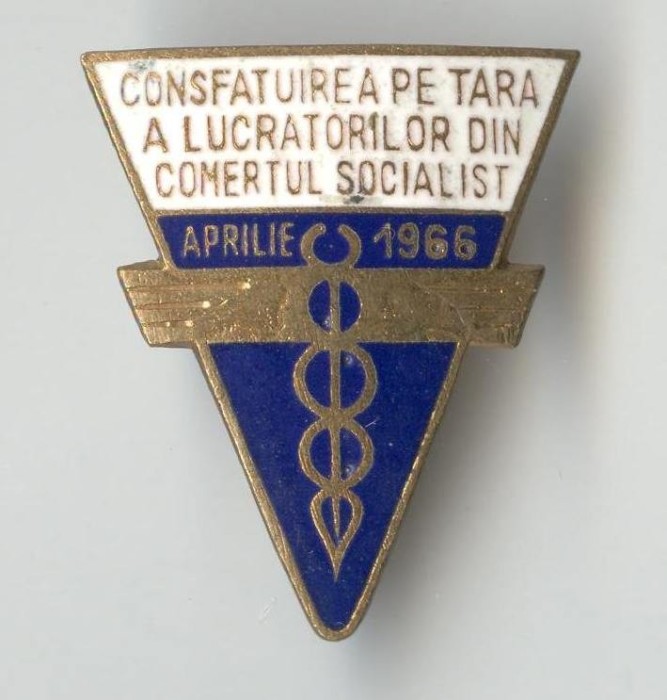 CONSFATUIREA PE TARA
A LUCRATORILOR DIN
COMERTUL SOCIALIST
APRILIE 1966